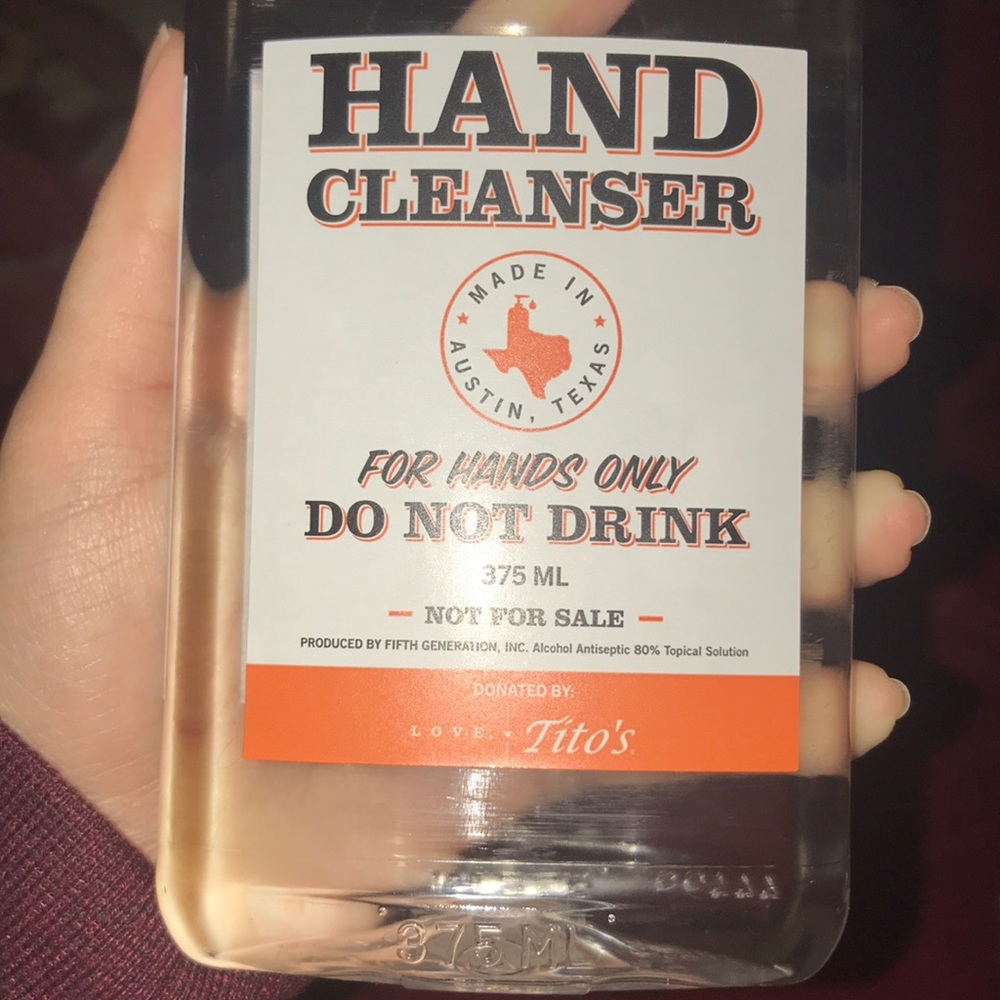 HAND
CLEANSER
MADE IN
AUSTIN, TEXAS
FOR HANDS ONLY
DO NOT DRINK
375 ML
NOT FOR SALE
PRODUCED BY FIFTH GENERATION, INC. Alcohol Antiseptic 80% Topical Solution
DONATED BY:
LOVE, Tito's
375 ML